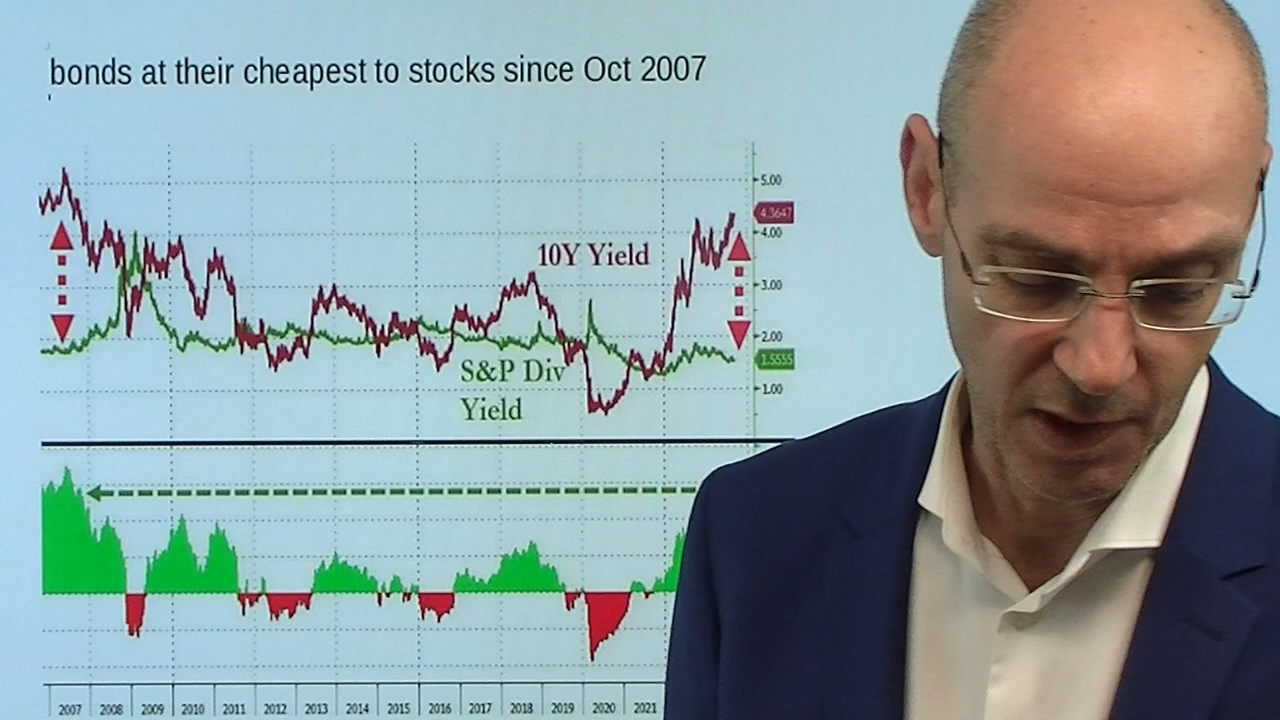 bonds at their cheapest to stocks since Oct 2007
5.00
4.3647
4.00
10Y Yield
3.00
2.00
1.5555
S&P Div
Yield
1.00
2007 2008 2009 2010 2011 2012 2013 2014 2015 2016 2017 2018 2019 2020 2021